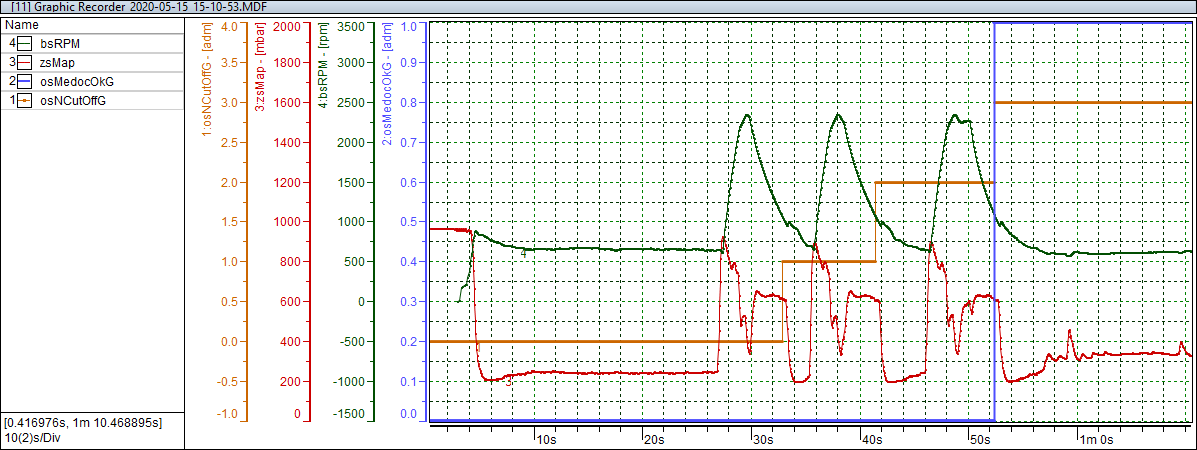 [11] Graphic Recorder 2020-05-15 15-10-53.MDF
Name
4 bsRPM
3 zsMap
2 osMedocOkG
1 osNCutOffG
[0.416976s, 1m 10.468895s]
10(2)s/Div
1:osNCutOffG - [adm]
4.0
3.5
3.0
2.5
2.0
1.5
1.0
0.5
0.0
-0.5
-1.0
3:zsMap - [mbar]
2000
1800
1600
1400
1200
1000
800
600
400
200
0
4:bsRPM - [rpm]
3500
3000
2500
2000
1500
1000
500
0
-500
-1000
-1500
2:osMedocOkG - [adm]
1.0
0.9
0.8
0.7
0.6
0.5
0.4
0.3
0.2
0.1
0.0
4
1
3
10s
20s
30s
40s
50s
1m 0s